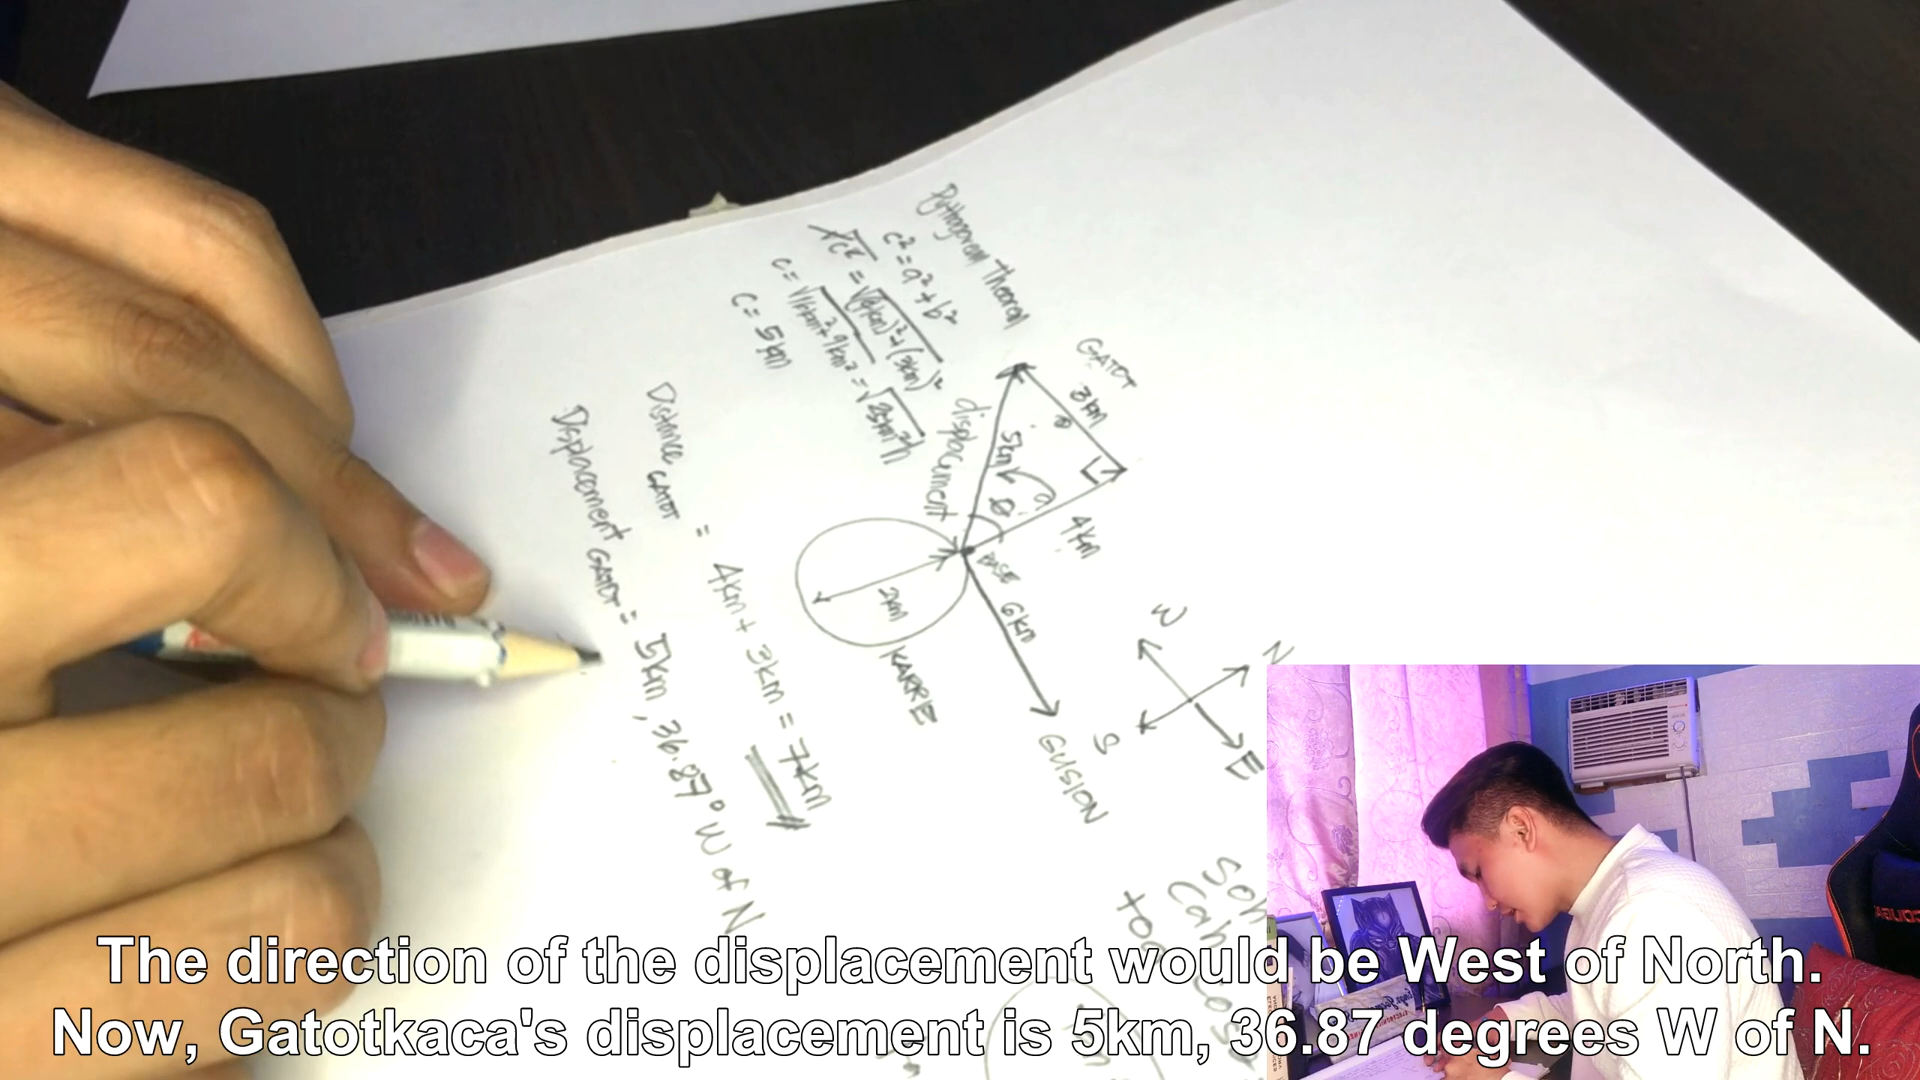 Pythagorean Theorem
c² = a² + b²
√c² = √(4km)² + (3km)²
c = √16km² + 9km² = √25km²
c = 5km
GATOT
3km
4km
5km
θ
displacement
BASE
6km
GUSION
2km
KARRIE
W
N
S
E
Distance GATOT = 4km + 3km = 7km
Displacement GATOT = 5km, 36.87° W of N
The direction of the displacement would be West of North.
Now, Gatotkaca's displacement is 5km, 36.87 degrees W of N.